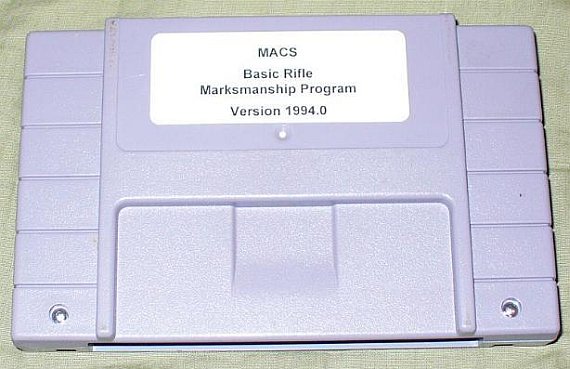 MACS
Basic Rifle
Marksmanship Program
Version 1994.0